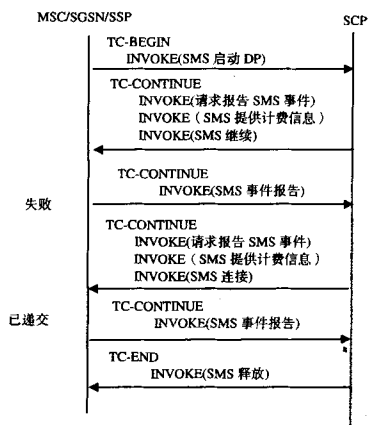 MSC/SGSN/SSP
SCP
TC-BEGIN
INVOKE(SMS 启动 DP)
TC-CONTINUE
INVOKE(请求报告 SMS 事件)
INVOKE（SMS 提供计费信息）
INVOKE(SMS 继续)
TC-CONTINUE
INVOKE(SMS 事件报告)
失败
TC-CONTINUE
INVOKE(请求报告 SMS 事件)
INVOKE（SMS 提供计费信息）
INVOKE(SMS 连接)
已递交
TC-CONTINUE
INVOKE(SMS 事件报告)
TC-END
INVOKE(SMS 释放)